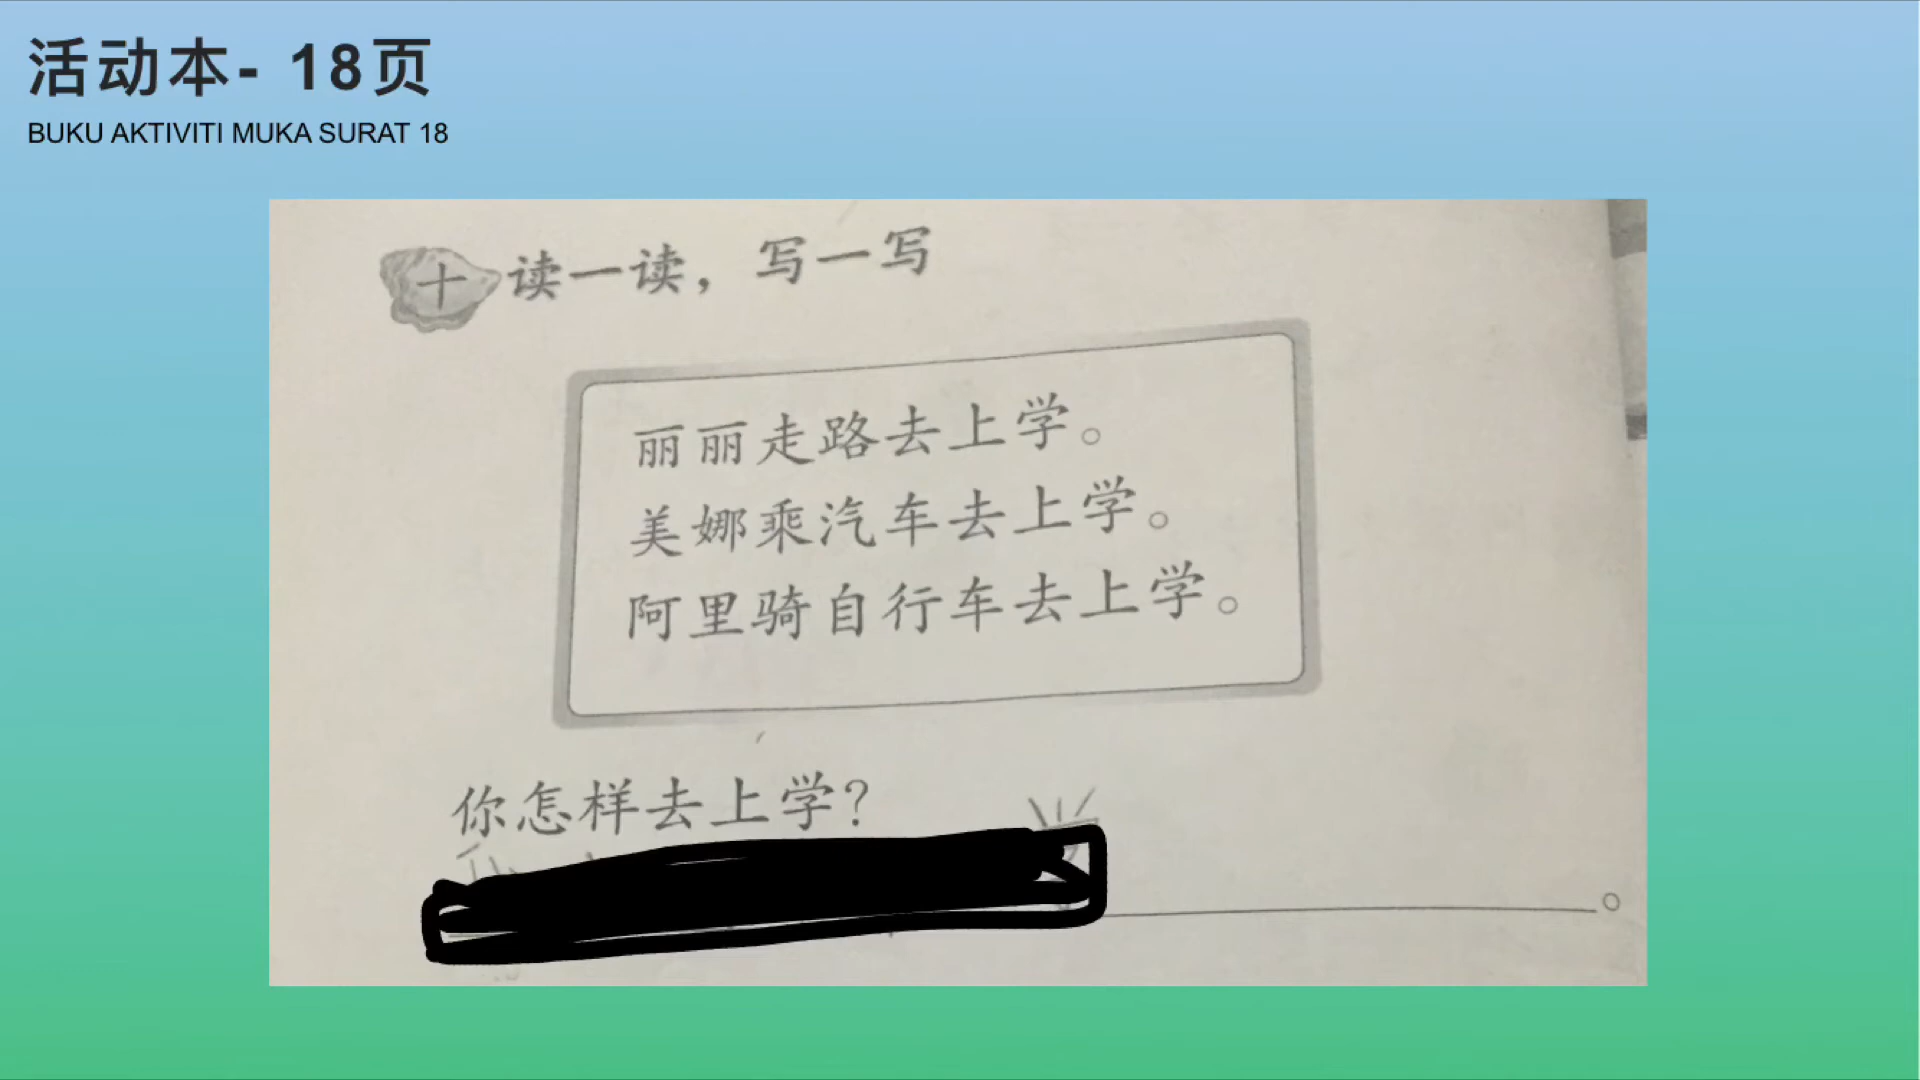 活动本- 18页
BUKU AKTIVITI MUKA SURAT 18
十 读一读，写一写
丽丽走路去上学。
美娜乘汽车去上学。
阿里骑自行车去上学。
你怎样去上学？
。